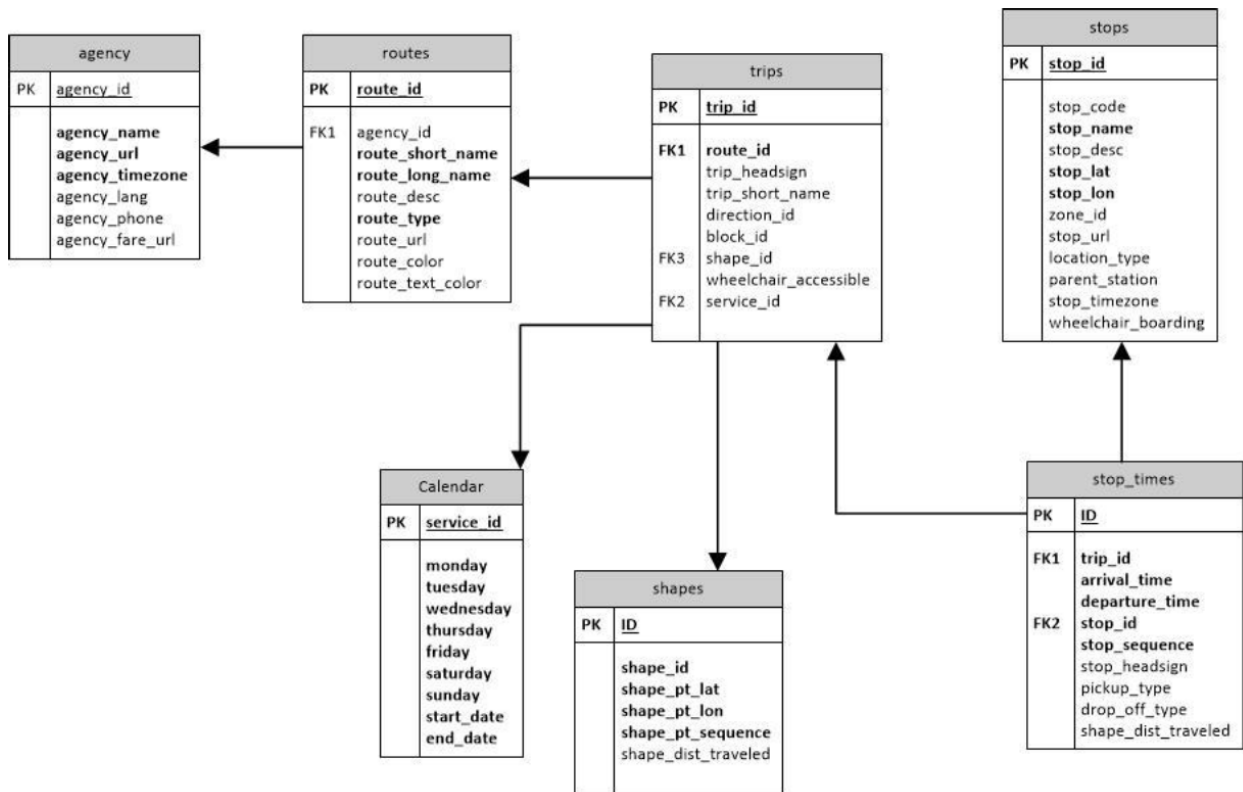 agency
PK agency_id
agency_name
agency_url
agency_timezone
agency_lang
agency_phone
agency_fare_url
routes
PK route_id
FK1 agency_id
route_short_name
route_long_name
route_desc
route_type
route_url
route_color
route_text_color
trips
PK trip_id
FK1 route_id
trip_headsign
trip_short_name
direction_id
block_id
FK3 shape_id
wheelchair_accessible
FK2 service_id
stops
PK stop_id
stop_code
stop_name
stop_desc
stop_lat
stop_lon
zone_id
stop_url
location_type
parent_station
stop_timezone
wheelchair_boarding
Calendar
PK service_id
monday
tuesday
wednesday
thursday
friday
saturday
sunday
start_date
end_date
shapes
PK ID
shape_id
shape_pt_lat
shape_pt_lon
shape_pt_sequence
shape_dist_traveled
stop_times
PK ID
FK1 trip_id
arrival_time
departure_time
FK2 stop_id
stop_sequence
stop_headsign
pickup_type
drop_off_type
shape_dist_traveled